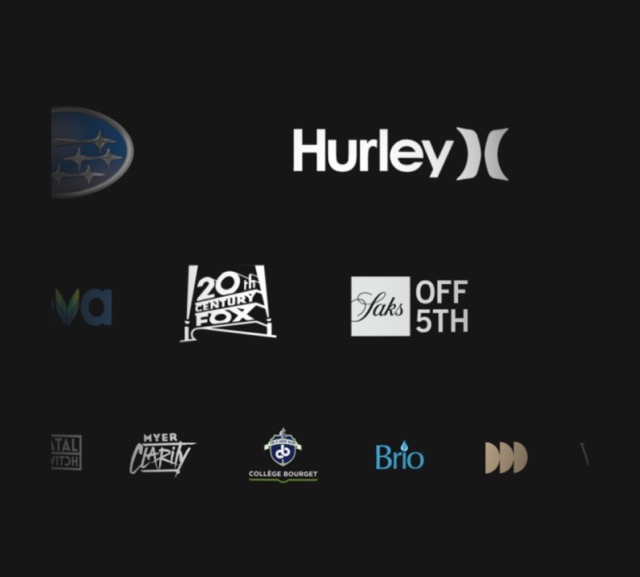 Hurley
20th
CENTURY
FOX
Saks
OFF
5TH
MYER
CLARITY
COLLÈGE BOURGET
Brio